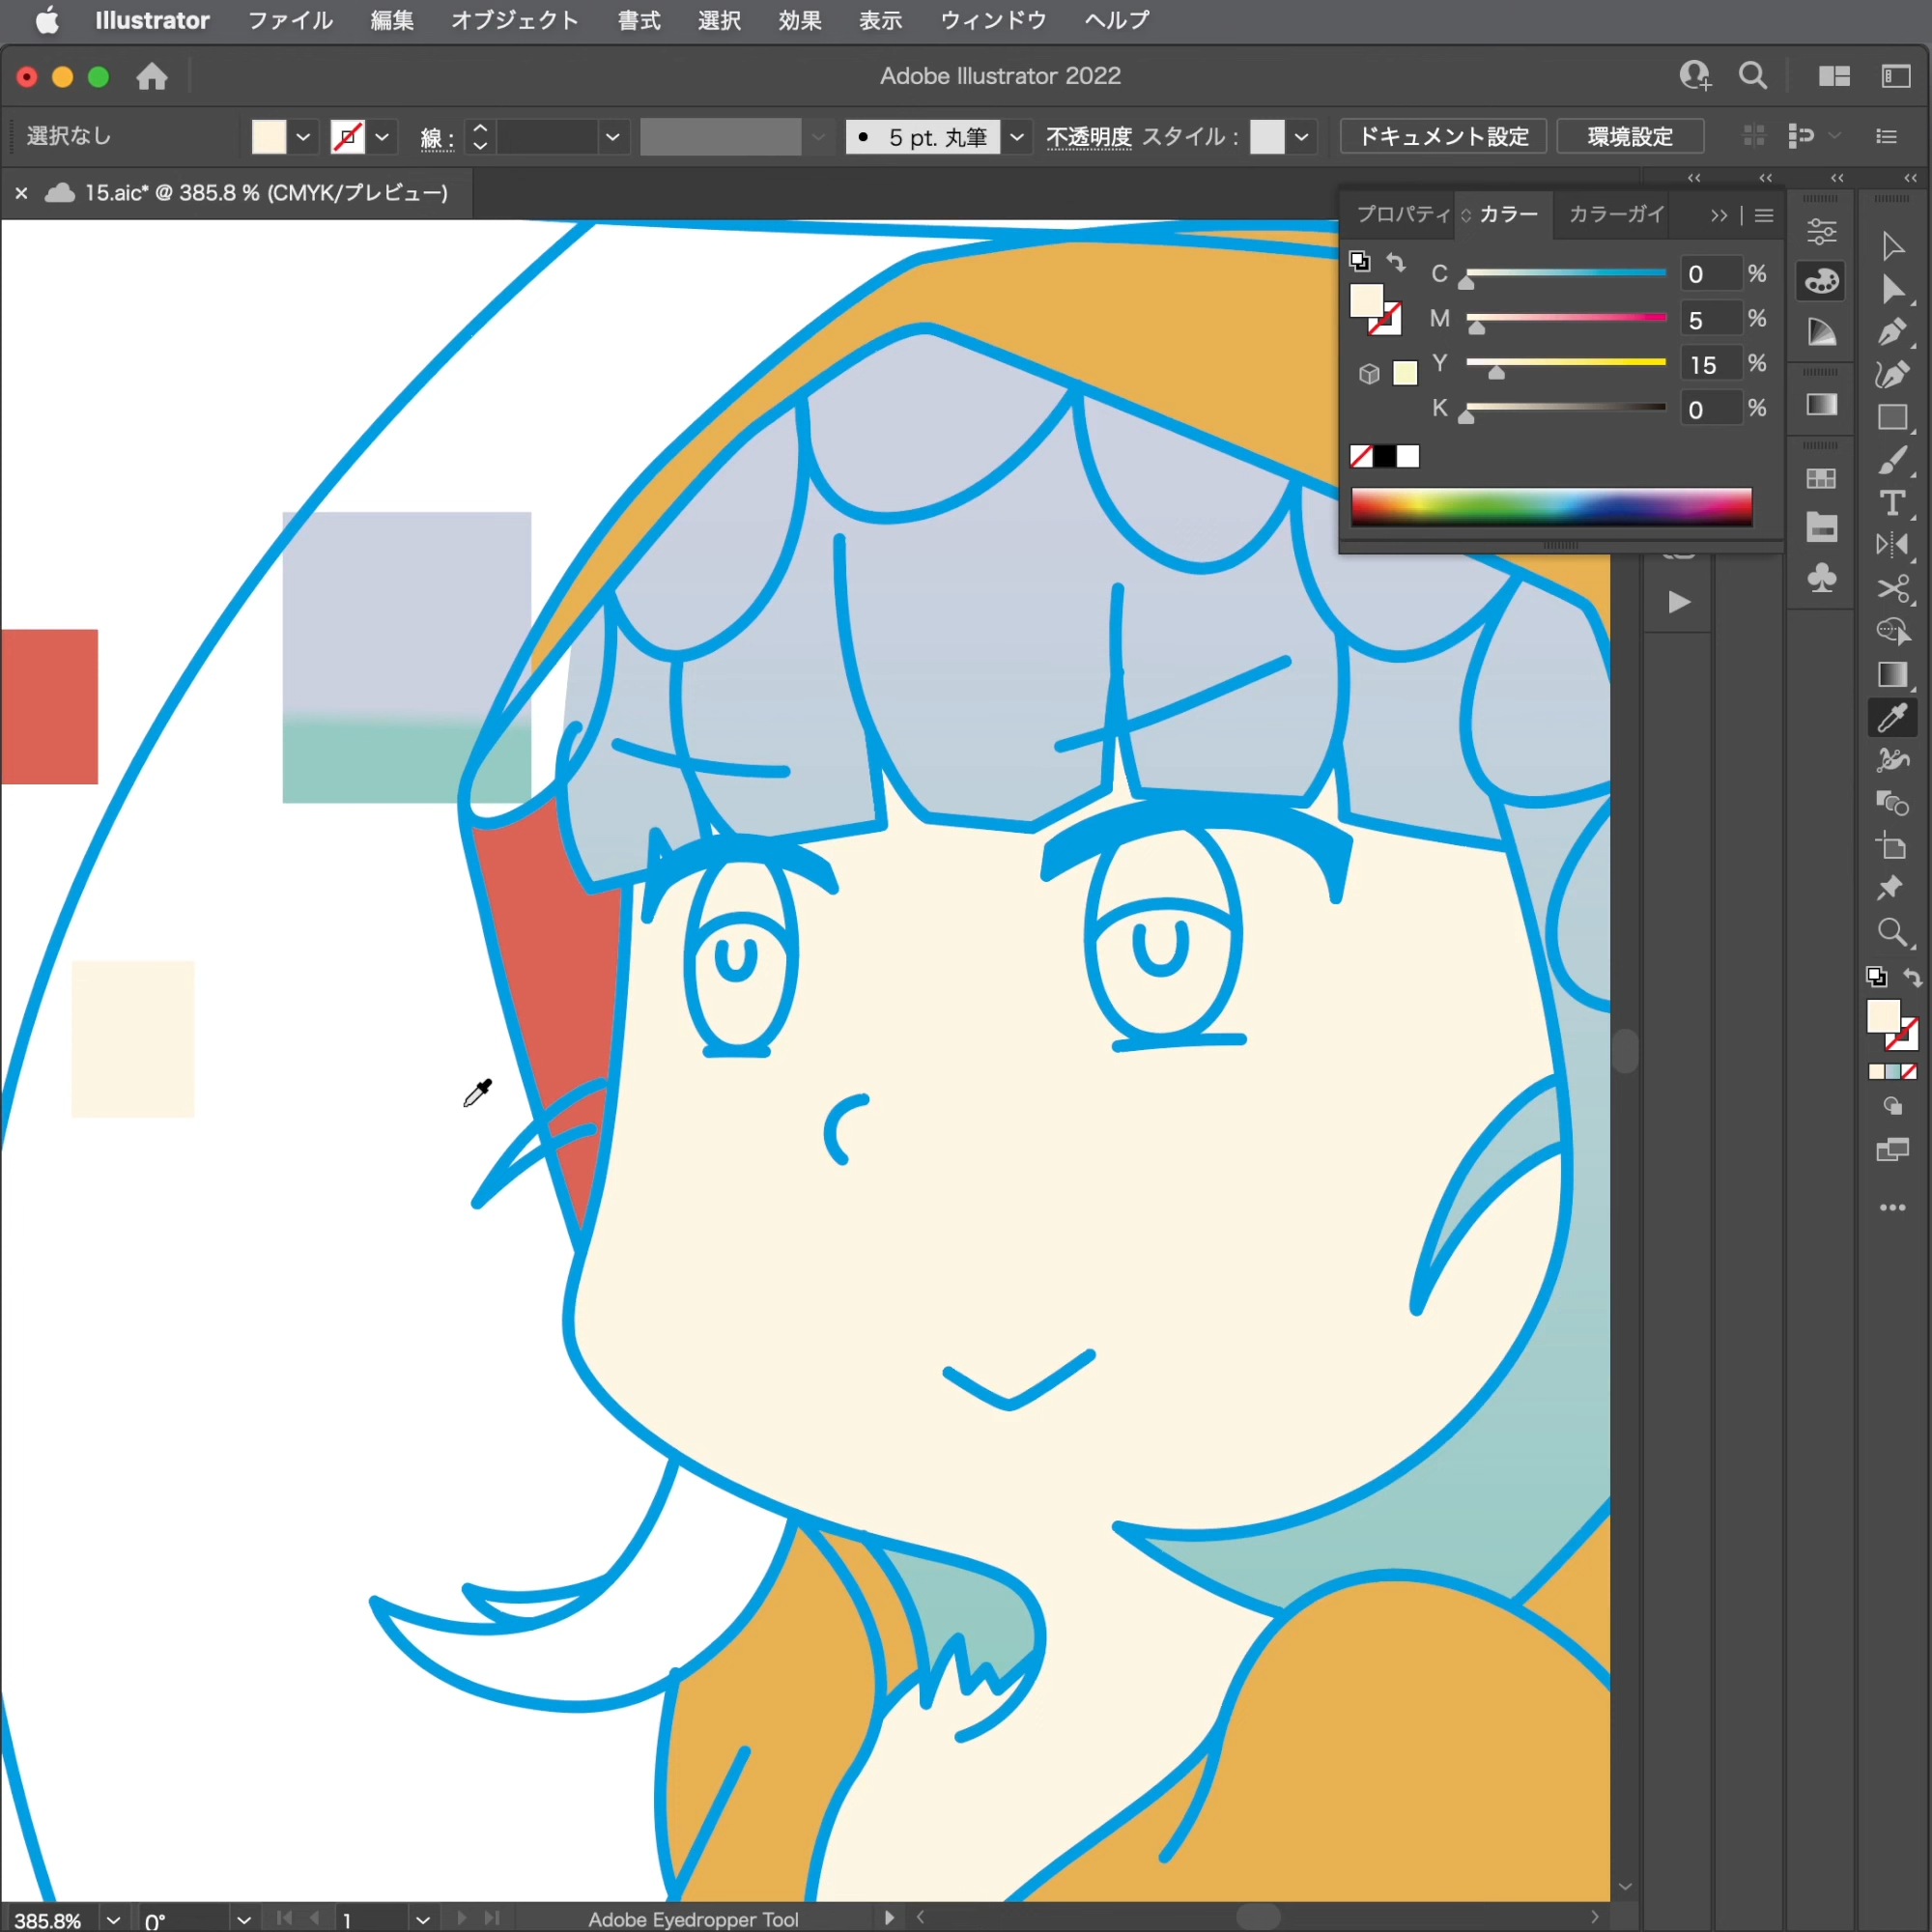 Illustrator ファイル 編集 オブジェクト 書式 選択 効果 表示 ウィンドウ ヘルプ
Adobe Illustrator 2022
選択なし 線 : 5 pt. 丸筆 不透明度 スタイル : ドキュメント設定 環境設定
× 15.aic* @ 385.8 % (CMYK/プレビュー)
プロパティ カラー カラーガイ
C 0 %
M 5 %
Y 15 %
K 0 %
385.8% 0° 1 Adobe Eyedropper Tool